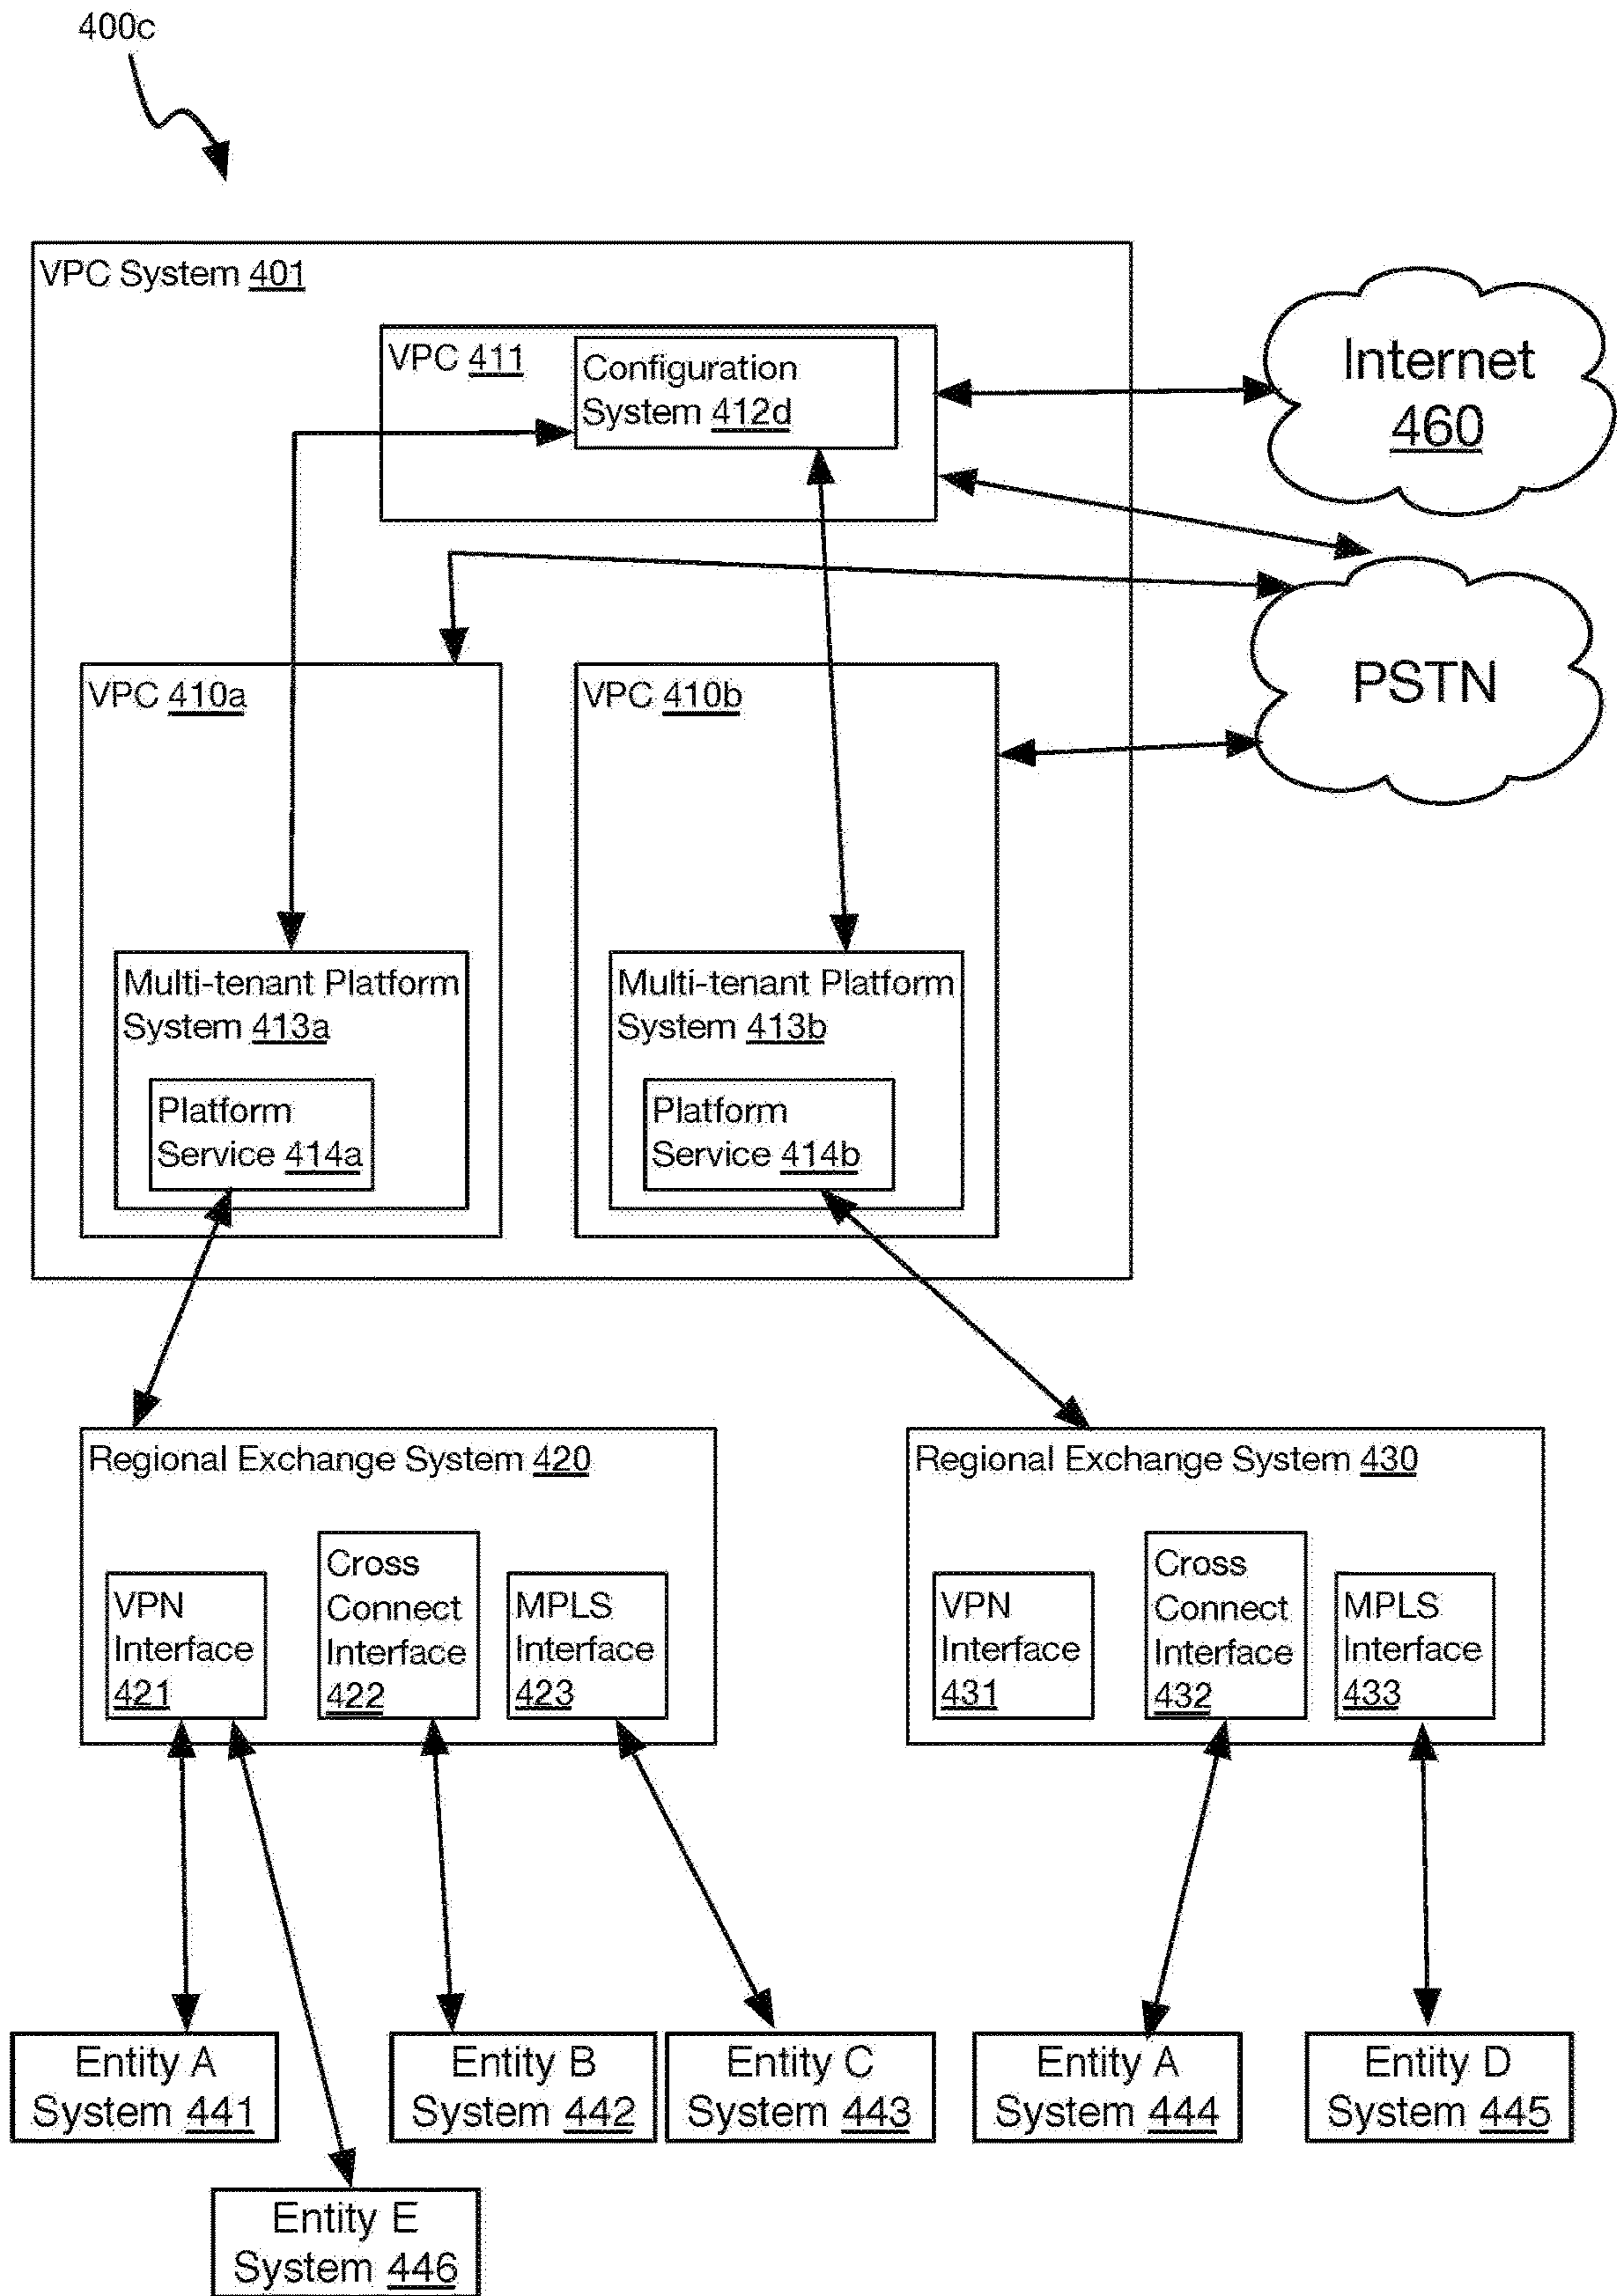 400c
VPC System 401
VPC 411
Configuration
System 412d
Internet
460
PSTN
VPC 410a
VPC 410b
Multi-tenant Platform
System 413a
Platform
Service 414a
Multi-tenant Platform
System 413b
Platform
Service 414b
Regional Exchange System 420
VPN
Interface
421
Cross
Connect
Interface
422
MPLS
Interface
423
Regional Exchange System 430
VPN
Interface
431
Cross
Connect
Interface
432
MPLS
Interface
433
Entity A
System 441
Entity B
System 442
Entity C
System 443
Entity A
System 444
Entity D
System 445
Entity E
System 446